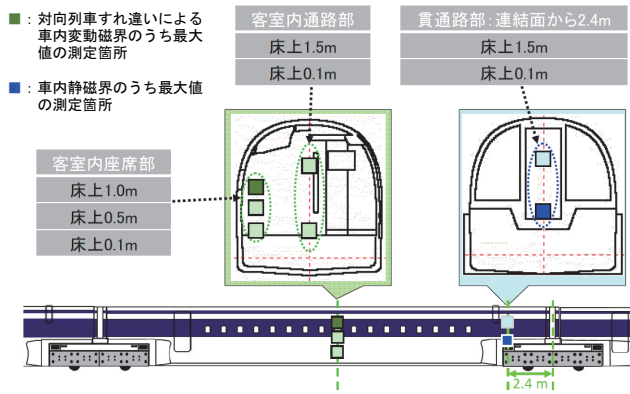 ■：対向列車すれ違いによる
車内変動磁界のうち最大
値の測定箇所
■：車内静磁界のうち最大値
の測定箇所
客室内通路部
床上1.5m
床上0.1m
貫通路部：連結面から2.4m
床上1.5m
床上0.1m
客室内座席部
床上1.0m
床上0.5m
床上0.1m
2.4 m